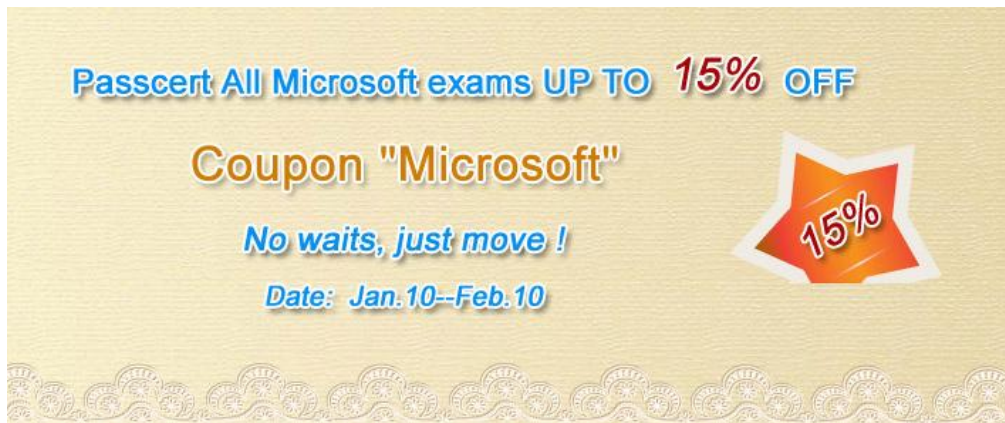 Passcert All Microsoft exams UP TO 15% OFF
Coupon "Microsoft"
15%
No waits, just move !
Date: Jan.10--Feb.10